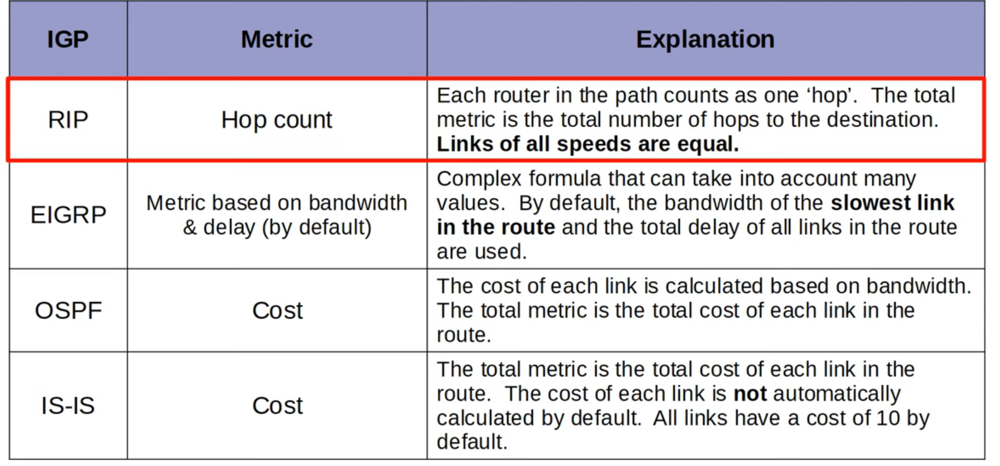 IGP Metric Explanation
RIP
Hop count
Each router in the path counts as one ‘hop’.  The total
metric is the total number of hops to the destination.
Links of all speeds are equal.
EIGRP
Metric based on bandwidth
& delay (by default)
Complex formula that can take into account many
values.  By default, the bandwidth of the slowest link
in the route and the total delay of all links in the route
are used.
OSPF
Cost
The cost of each link is calculated based on bandwidth.
The total metric is the total cost of each link in the
route.
IS-IS
Cost
The total metric is the total cost of each link in the
route.  The cost of each link is not automatically
calculated by default.  All links have a cost of 10 by
default.